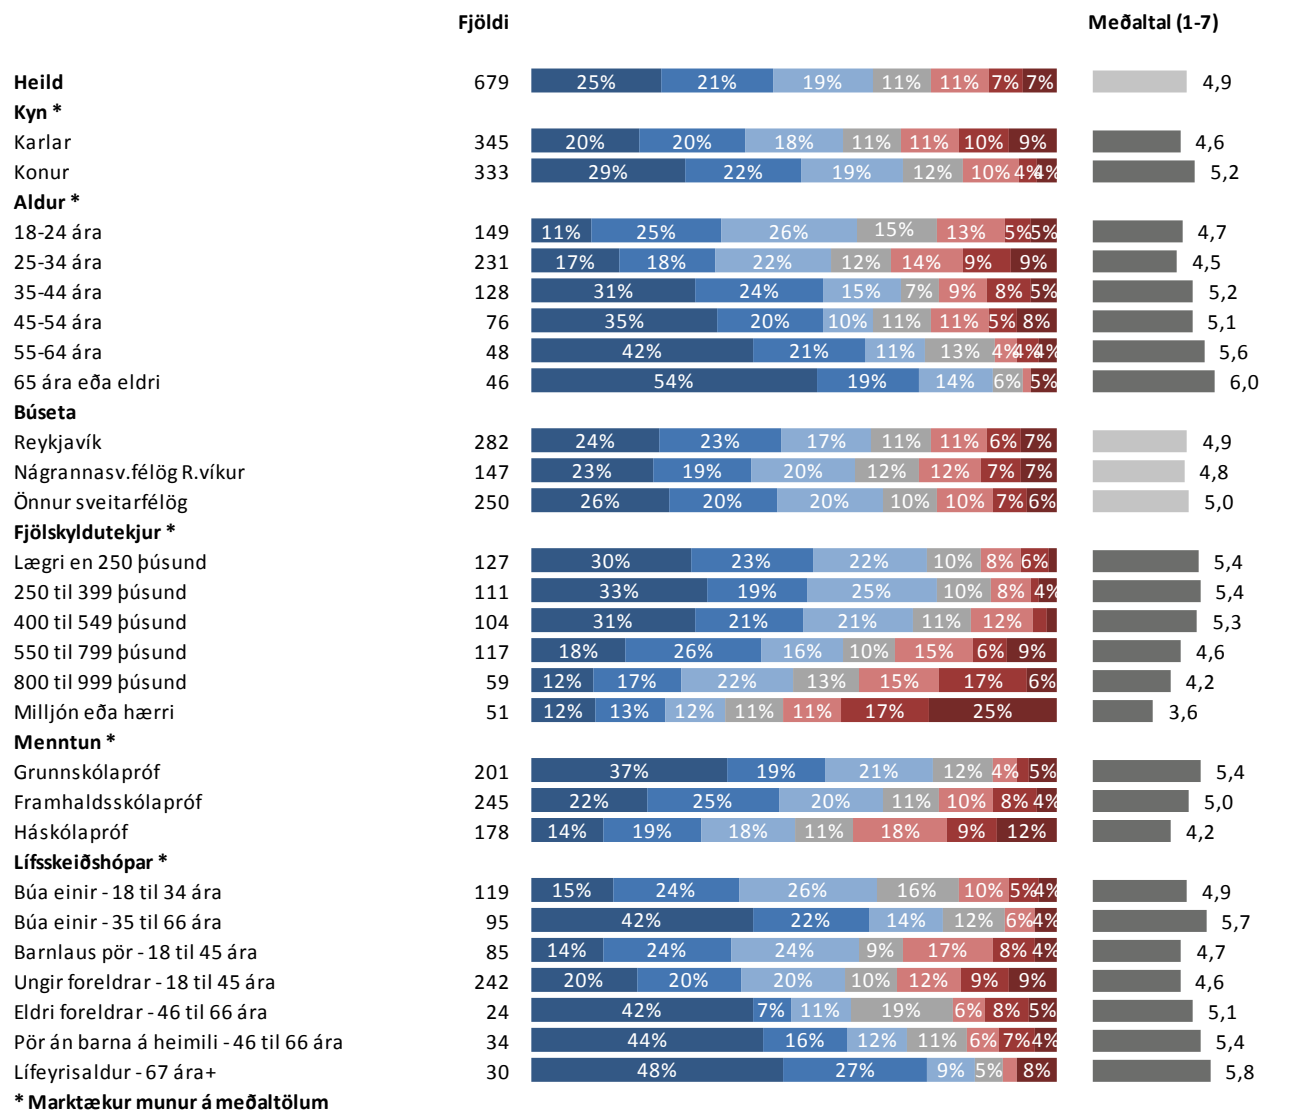 Fjöldi Meðaltal (1-7)
Heild 679 25% 21% 19% 11% 11% 7% 7% 4,9
Kyn *
Karlar 345 20% 20% 18% 11% 11% 10% 9% 4,6
Konur 333 29% 22% 19% 12% 10% 4% 4% 5,2
Aldur *
18-24 ára 149 11% 25% 26% 15% 13% 5% 5% 4,7
25-34 ára 231 17% 18% 22% 12% 14% 9% 9% 4,5
35-44 ára 128 31% 24% 15% 7% 9% 8% 5% 5,2
45-54 ára 76 35% 20% 10% 11% 11% 5% 8% 5,1
55-64 ára 48 42% 21% 11% 13% 4% 4% 4% 5,6
65 ára eða eldri 46 54% 19% 14% 6% 5% 6,0
Búseta
Reykjavík 282 24% 23% 17% 11% 11% 6% 7% 4,9
Nágrannasv.félög R.víkur 147 23% 19% 20% 12% 12% 7% 7% 4,8
Önnur sveitarfélög 250 26% 20% 20% 10% 10% 7% 6% 5,0
Fjölskyldutekjur *
Lægri en 250 þúsund 127 30% 23% 22% 10% 8% 6% 5,4
250 til 399 þúsund 111 33% 19% 25% 10% 8% 4% 5,4
400 til 549 þúsund 104 31% 21% 21% 11% 12% 5,3
550 til 799 þúsund 117 18% 26% 16% 10% 15% 6% 9% 4,6
800 til 999 þúsund 59 12% 17% 22% 13% 15% 17% 6% 4,2
Milljón eða hærri 51 12% 13% 12% 11% 11% 17% 25% 3,6
Menntun *
Grunnskólapróf 201 37% 19% 21% 12% 4% 5% 5,4
Framhaldsskólapróf 245 22% 25% 20% 11% 10% 8% 4% 5,0
Háskólapróf 178 14% 19% 18% 11% 18% 9% 12% 4,2
Lífsskeiðshópar *
Búa einir - 18 til 34 ára 119 15% 24% 26% 16% 10% 5% 4% 4,9
Búa einir - 35 til 66 ára 95 42% 22% 14% 12% 6% 4% 5,7
Barnlaus pör - 18 til 45 ára 85 14% 24% 24% 9% 17% 8% 4% 4,7
Ungir foreldrar - 18 til 45 ára 242 20% 20% 20% 10% 12% 9% 9% 4,6
Eldri foreldrar - 46 til 66 ára 24 42% 7% 11% 19% 6% 8% 5% 5,1
Pör án barna á heimili - 46 til 66 ára 34 44% 16% 12% 11% 6% 7% 4% 5,4
Lífeyrisaldur - 67 ára+ 30 48% 27% 9% 5% 8% 5,8
* Marktækur munur á meðaltölum